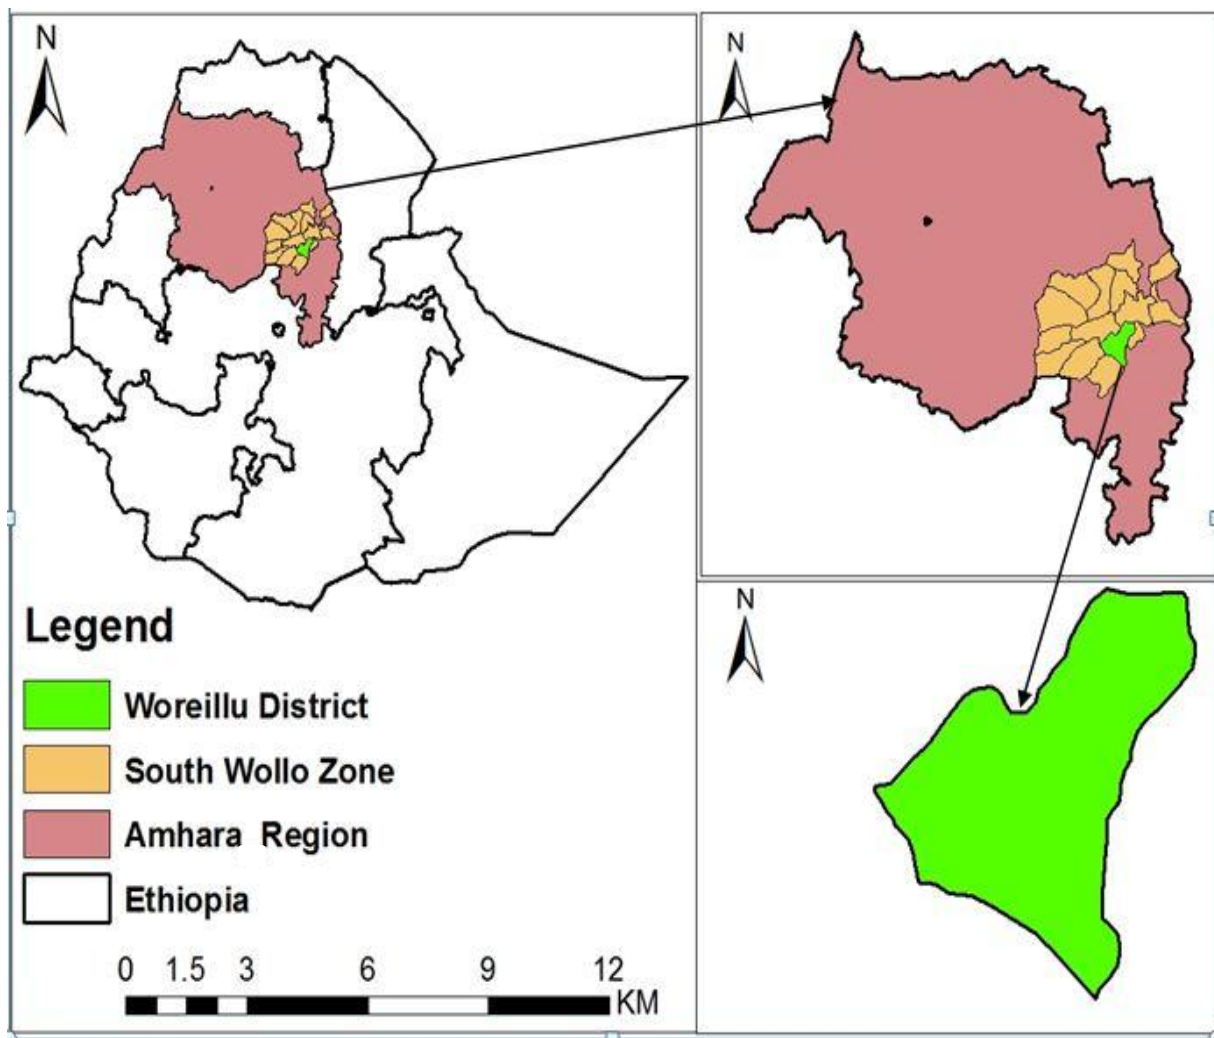 N
N
N
Legend
Woreillu District
South Wollo Zone
Amhara Region
Ethiopia
0 1.5 3 6 9 12
KM